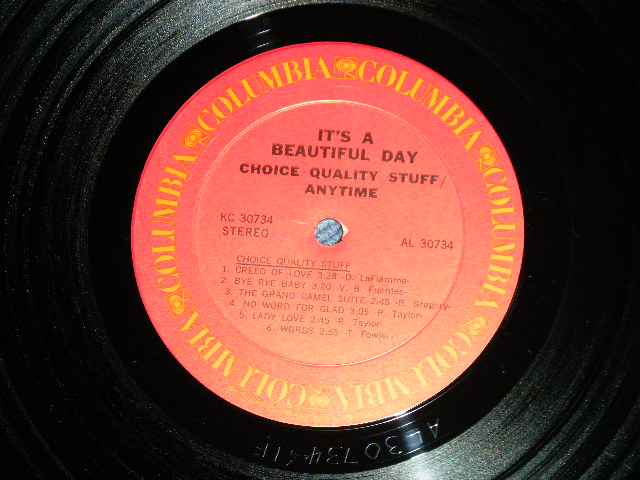 COLUMBIA COLUMBIA COLUMBIA COLUMBIA COLUMBIA COLUMBIA
IT'S A
BEAUTIFUL DAY
CHOICE QUALITY STUFF/
ANYTIME
KC 30734
STEREO
AL 30734
CHOICE QUALITY STUFF
1. CREED OF LOVE 3:38 -D. LaFlamme-
2. BYE BYE BABY 3:20 -V. B. Fuentes-
3. THE GRAND CAMEL SUITE 2:45 -B. Gregory-
4. NO WORD FOR GLAD 3:05 -R. Taylor-
5. LADY LOVE 2:45 -R. Taylor-
6. WORDS 2:55 -T. Fowler-
AL 30734-1F